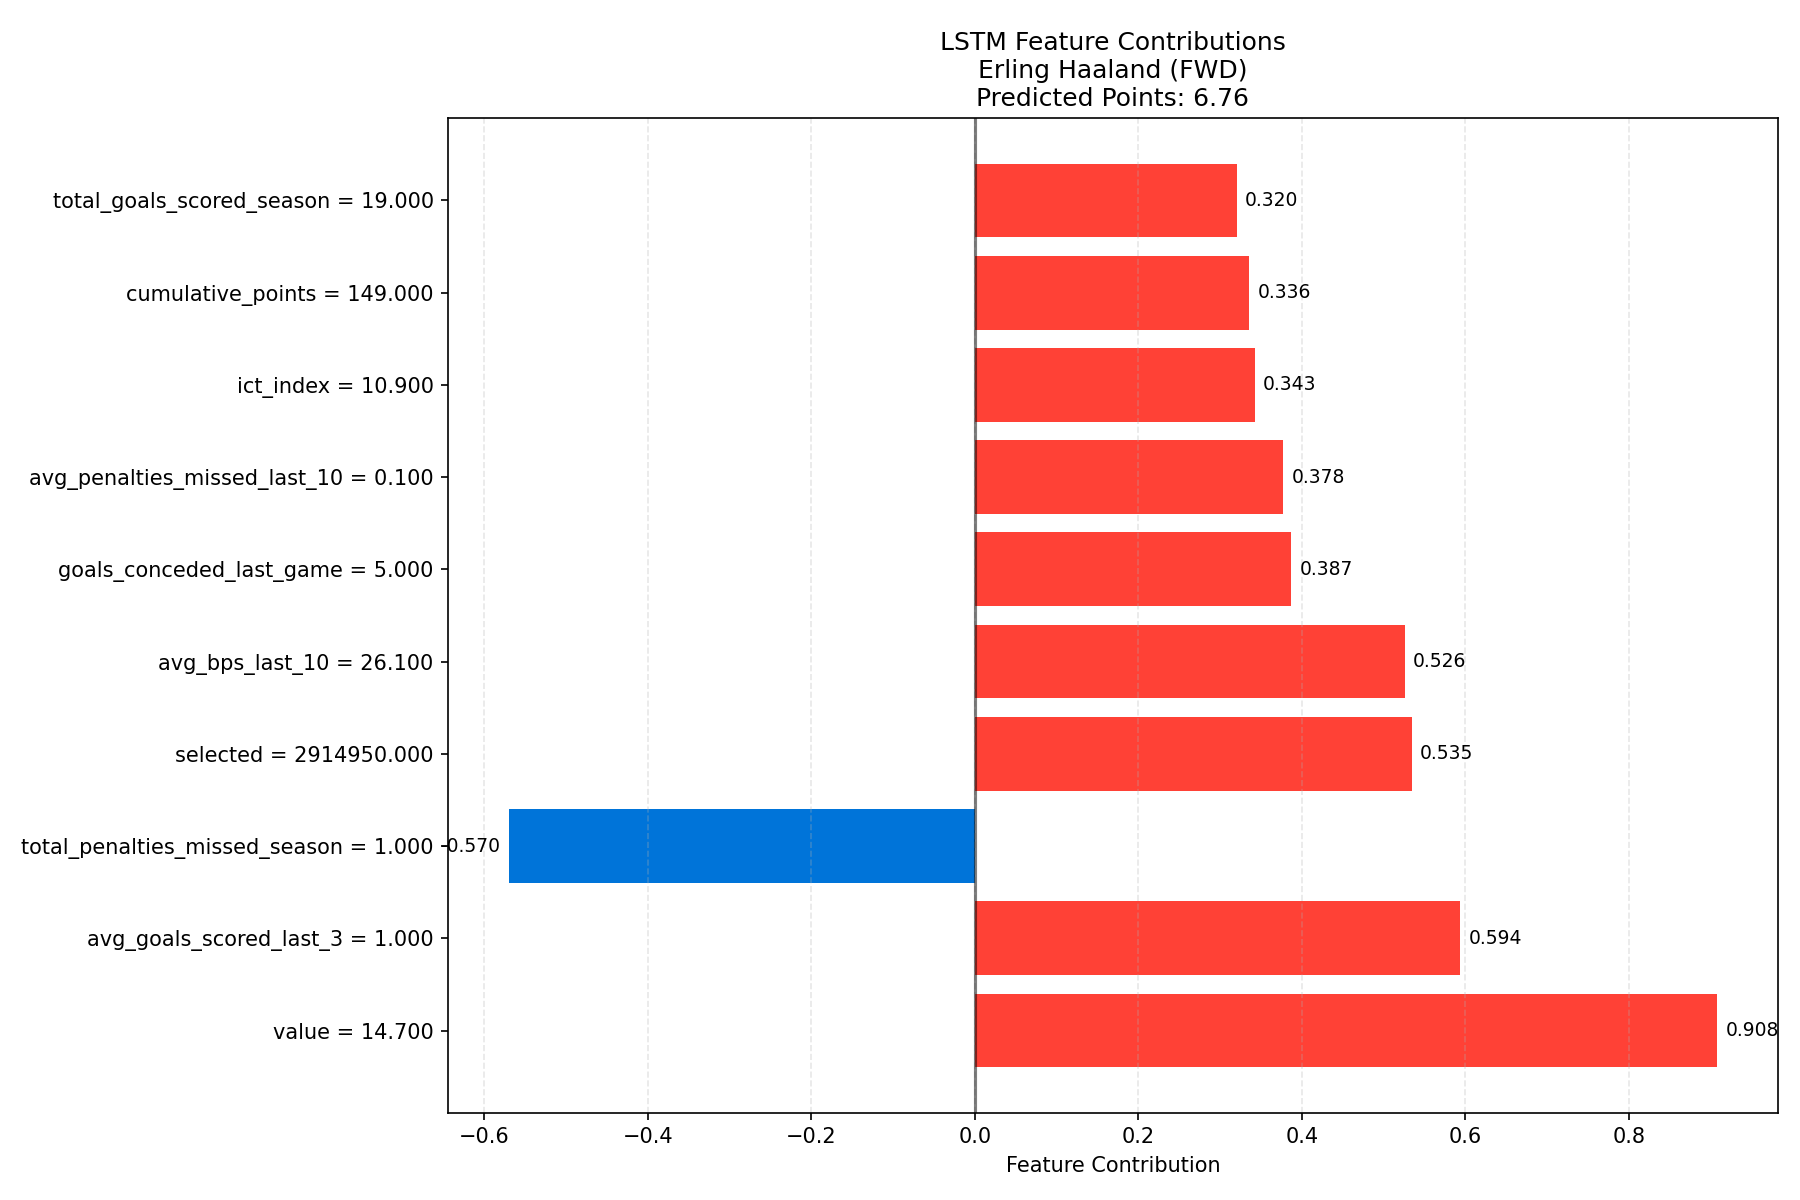 LSTM Feature Contributions
Erling Haaland (FWD)
Predicted Points: 6.76
total_goals_scored_season = 19.000
0.320
cumulative_points = 149.000
0.336
ict_index = 10.900
0.343
avg_penalties_missed_last_10 = 0.100
0.378
goals_conceded_last_game = 5.000
0.387
avg_bps_last_10 = 26.100
0.526
selected = 2914950.000
0.535
total_penalties_missed_season = 1.000
-0.570
avg_goals_scored_last_3 = 1.000
0.594
value = 14.700
0.908
−0.6 −0.4 −0.2 0.0 0.2 0.4 0.6 0.8
Feature Contribution